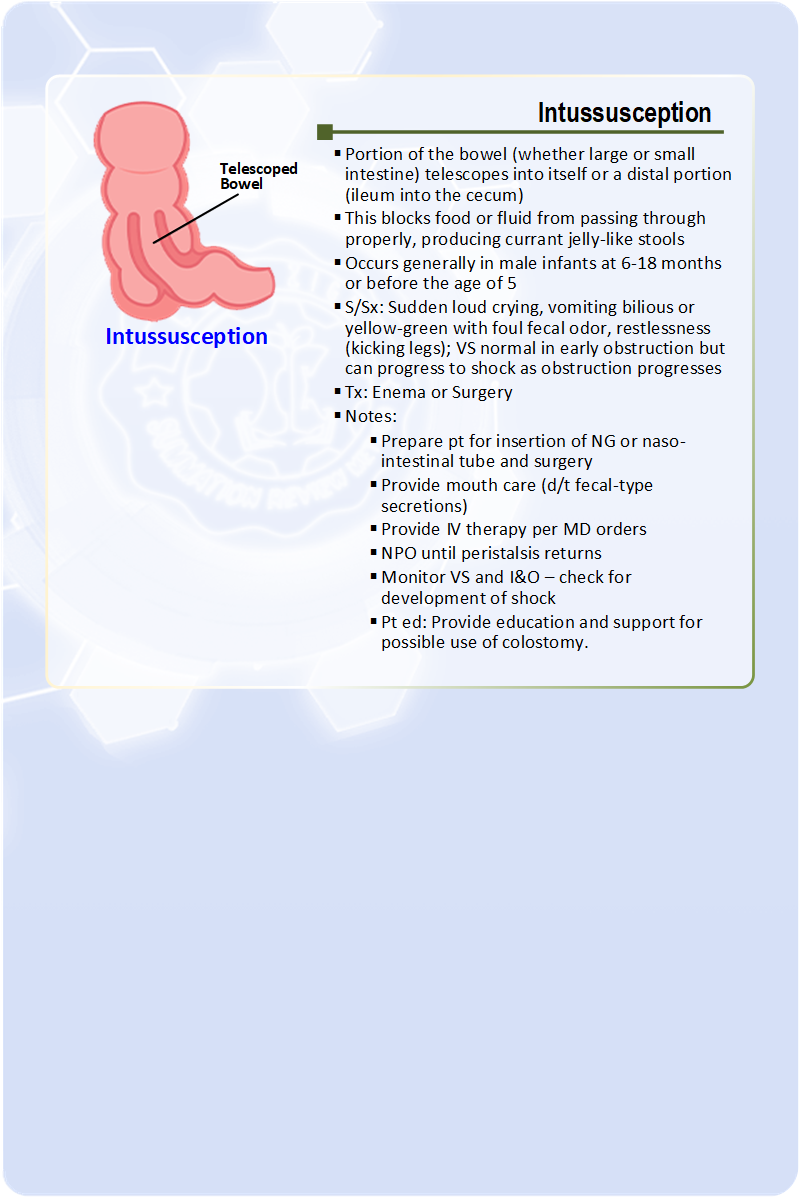 Intussusception
Telescoped
Bowel
Intussusception
▪ Portion of the bowel (whether large or small
intestine) telescopes into itself or a distal portion
(ileum into the cecum)
▪ This blocks food or fluid from passing through
properly, producing currant jelly-like stools
▪ Occurs generally in male infants at 6-18 months
or before the age of 5
▪ S/Sx: Sudden loud crying, vomiting bilious or
yellow-green with foul fecal odor, restlessness
(kicking legs); VS normal in early obstruction but
can progress to shock as obstruction progresses
▪ Tx: Enema or Surgery
▪ Notes:
▪ Prepare pt for insertion of NG or naso-
intestinal tube and surgery
▪ Provide mouth care (d/t fecal-type
secretions)
▪ Provide IV therapy per MD orders
▪ NPO until peristalsis returns
▪ Monitor VS and I&O – check for
development of shock
▪ Pt ed: Provide education and support for
possible use of colostomy.